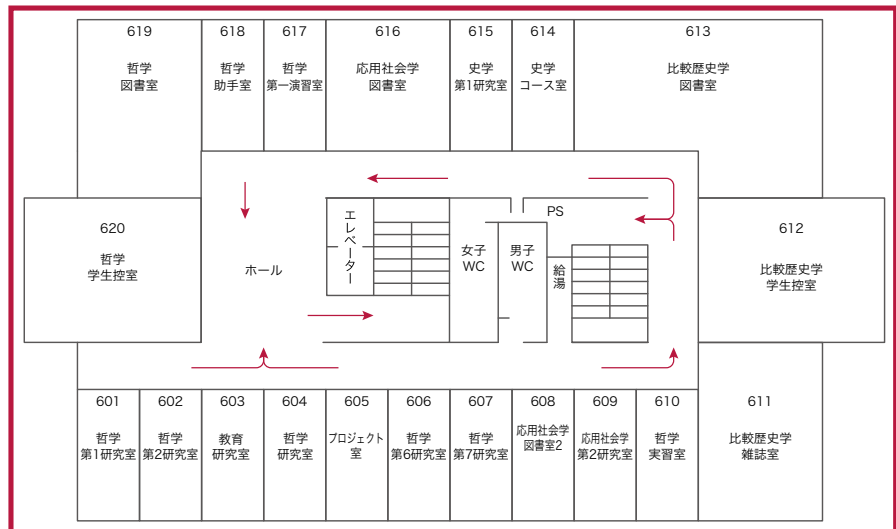 619
哲学
図書室
618
哲学
助手室
617
哲学
第一演習室
616
応用社会学
図書室
615
史学
第1研究室
614
史学
コース室
613
比較歴史学
図書室
620
哲学
学生控室
ホール
エレベーター
女子
WC
男子
WC
PS
給湯
612
比較歴史学
学生控室
601
哲学
第1研究室
602
哲学
第2研究室
603
教育
研究室
604
哲学
研究室
605
プロジェクト
室
606
哲学
第6研究室
607
哲学
第7研究室
608
応用社会学
図書室2
609
応用社会学
第2研究室
610
哲学
実習室
611
比較歴史学
雑誌室